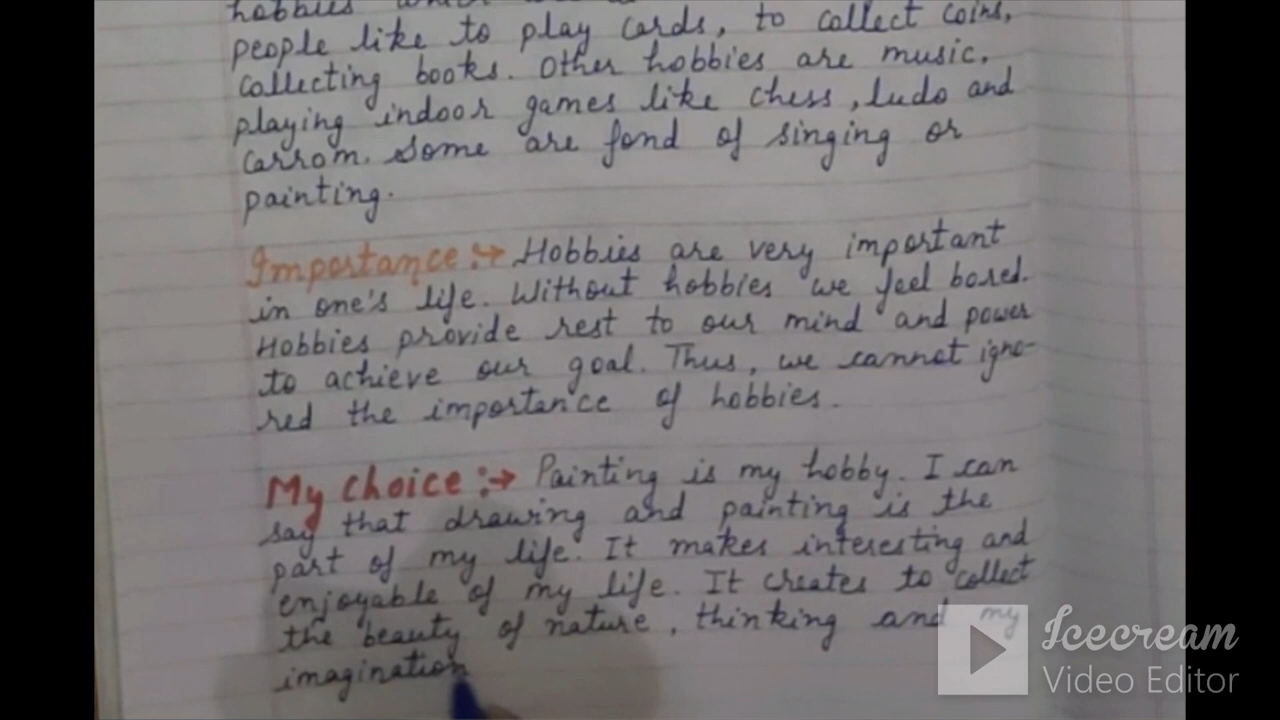 hobbies
people like to play cards, to collect coins,
collecting books. Other hobbies are music,
playing indoor games like chess, ludo and
carrom. Some are fond of singing or
painting.
Importance :→ Hobbies are very important
in one's life. Without hobbies we feel bored.
Hobbies provide rest to our mind and power
to achieve our goal. Thus, we cannot igno-
red the importance of hobbies.
My Choice :→ Painting is my hobby. I can
say that drawing and painting is the
part of my life. It makes interesting and
enjoyable of my life. It creates to collect
the beauty of nature, thinking and my
imagination
Icecream
Video Editor